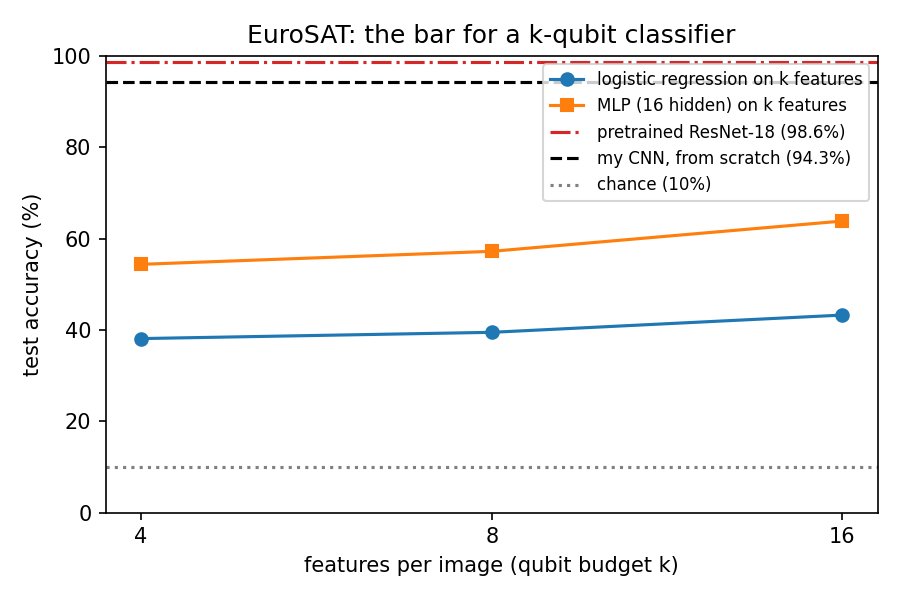 EuroSAT: the bar for a k-qubit classifier
100
80
60
40
20
0
test accuracy (%)
logistic regression on k features
MLP (16 hidden) on k features
pretrained ResNet-18 (98.6%)
my CNN, from scratch (94.3%)
chance (10%)
4
8
16
features per image (qubit budget k)